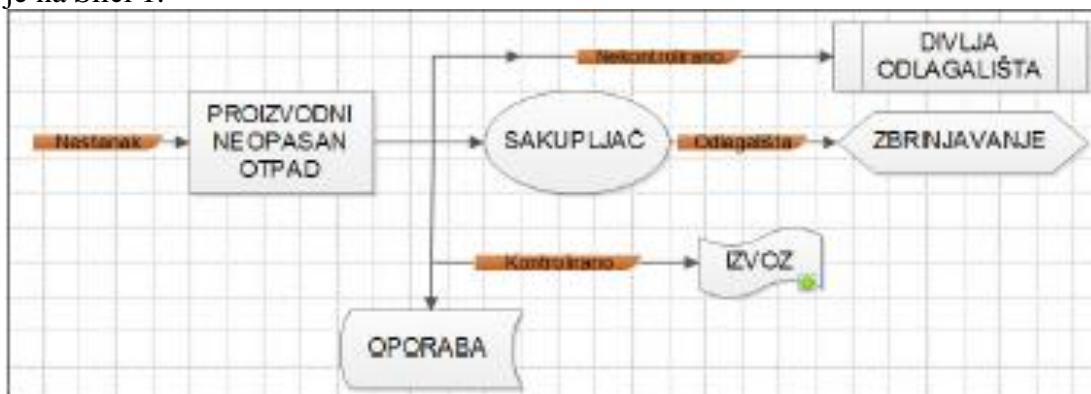 je na Slici 1.
Nekontrolirano
DIVLJA
ODLAGALIŠTA
Nastanak
PROIZVODNI
NEOPASAN
OTPAD
SAKUPLJAČ
Odlagališta
ZBRINJAVANJE
Kontrolirano
IZVOZ
OPORABA